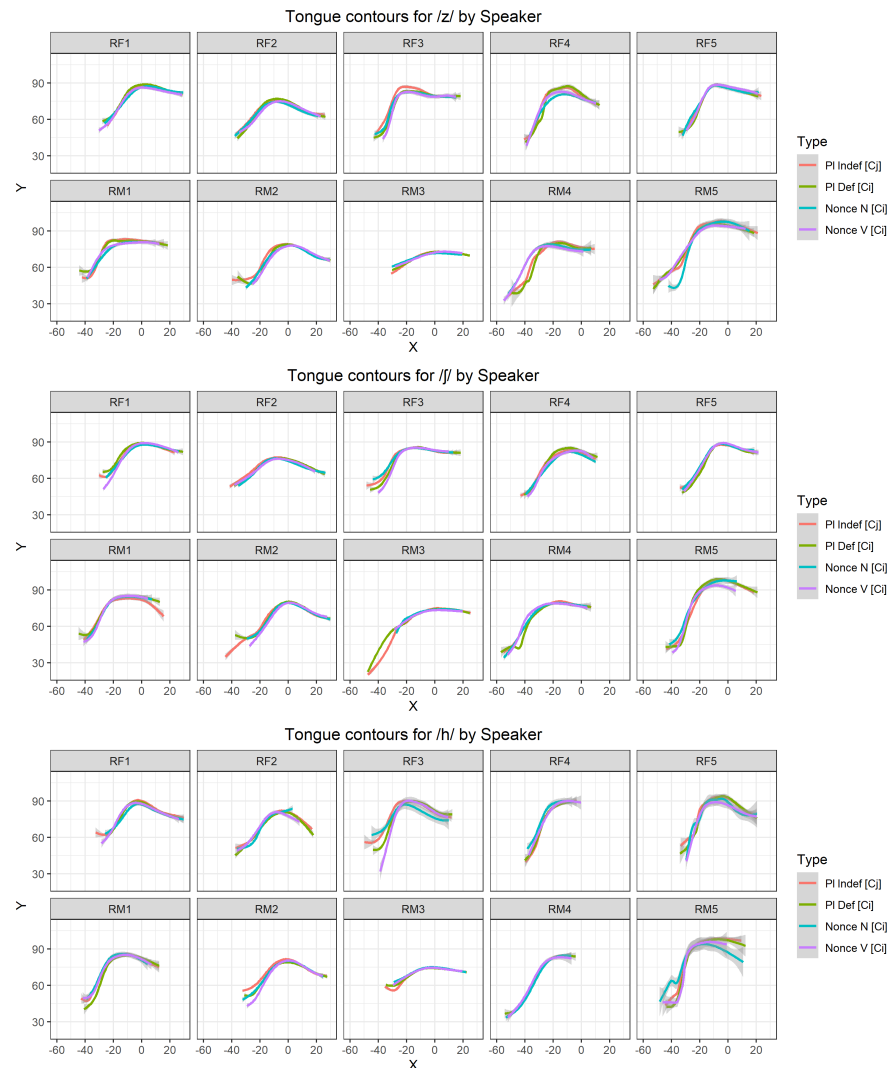 Tongue contours for /z/ by Speaker
RF1 RF2 RF3 RF4 RF5
90
60
30
RM1 RM2 RM3 RM4 RM5
90
60
30
-60 -40 -20 0 20 -60 -40 -20 0 20 -60 -40 -20 0 20 -60 -40 -20 0 20 -60 -40 -20 0 20
X
Y
Type
Pl Indef [Cj]
Pl Def [Ci]
Nonce N [Ci]
Nonce V [Ci]
Tongue contours for /ʃ/ by Speaker
RF1 RF2 RF3 RF4 RF5
90
60
30
RM1 RM2 RM3 RM4 RM5
90
60
30
-60 -40 -20 0 20 -60 -40 -20 0 20 -60 -40 -20 0 20 -60 -40 -20 0 20 -60 -40 -20 0 20
X
Y
Type
Pl Indef [Cj]
Pl Def [Ci]
Nonce N [Ci]
Nonce V [Ci]
Tongue contours for /h/ by Speaker
RF1 RF2 RF3 RF4 RF5
90
60
30
RM1 RM2 RM3 RM4 RM5
90
60
30
-60 -40 -20 0 20 -60 -40 -20 0 20 -60 -40 -20 0 20 -60 -40 -20 0 20 -60 -40 -20 0 20
X
Y
Type
Pl Indef [Cj]
Pl Def [Ci]
Nonce N [Ci]
Nonce V [Ci]